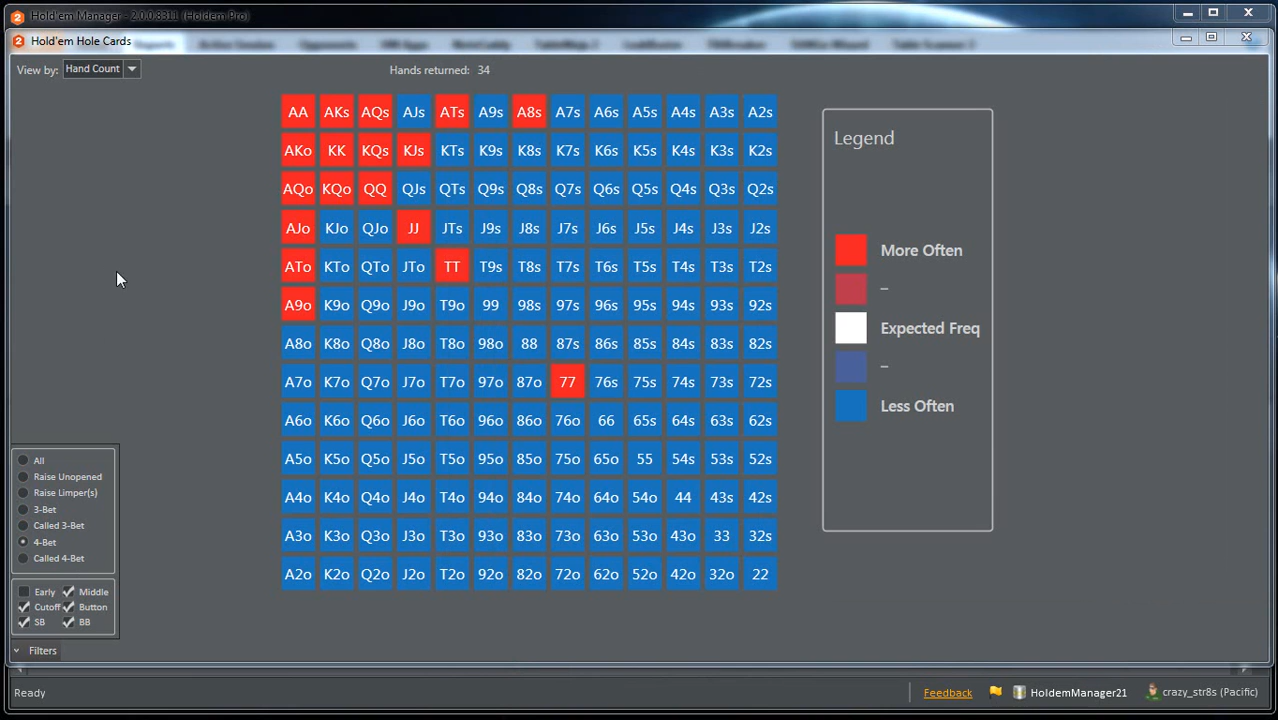 Hold'em Manager - 2.0.0.8311 (Holdem Pro)
Hold'em Hole Cards
View by: Hand Count
Hands returned: 34
AA AKs AQs AJs ATs A9s A8s A7s A6s A5s A4s A3s A2s
AKo KK KQs KJs KTs K9s K8s K7s K6s K5s K4s K3s K2s
AQo KQo QQ QJs QTs Q9s Q8s Q7s Q6s Q5s Q4s Q3s Q2s
AJo KJo QJo JJ JTs J9s J8s J7s J6s J5s J4s J3s J2s
ATo KTo QTo JTo TT T9s T8s T7s T6s T5s T4s T3s T2s
A9o K9o Q9o J9o T9o 99 98s 97s 96s 95s 94s 93s 92s
A8o K8o Q8o J8o T8o 98o 88 87s 86s 85s 84s 83s 82s
A7o K7o Q7o J7o T7o 97o 87o 77 76s 75s 74s 73s 72s
A6o K6o Q6o J6o T6o 96o 86o 76o 66 65s 64s 63s 62s
A5o K5o Q5o J5o T5o 95o 85o 75o 65o 55 54s 53s 52s
A4o K4o Q4o J4o T4o 94o 84o 74o 64o 54o 44 43s 42s
A3o K3o Q3o J3o T3o 93o 83o 73o 63o 53o 43o 33 32s
A2o K2o Q2o J2o T2o 92o 82o 72o 62o 52o 42o 32o 22
Legend
More Often
–
Expected Freq
–
Less Often
All
Raise Unopened
Raise Limper(s)
3-Bet
Called 3-Bet
4-Bet
Called 4-Bet
Early Middle
Cutoff Button
SB BB
Filters
Ready
Feedback
HoldemManager21
crazy_str8s (Pacific)